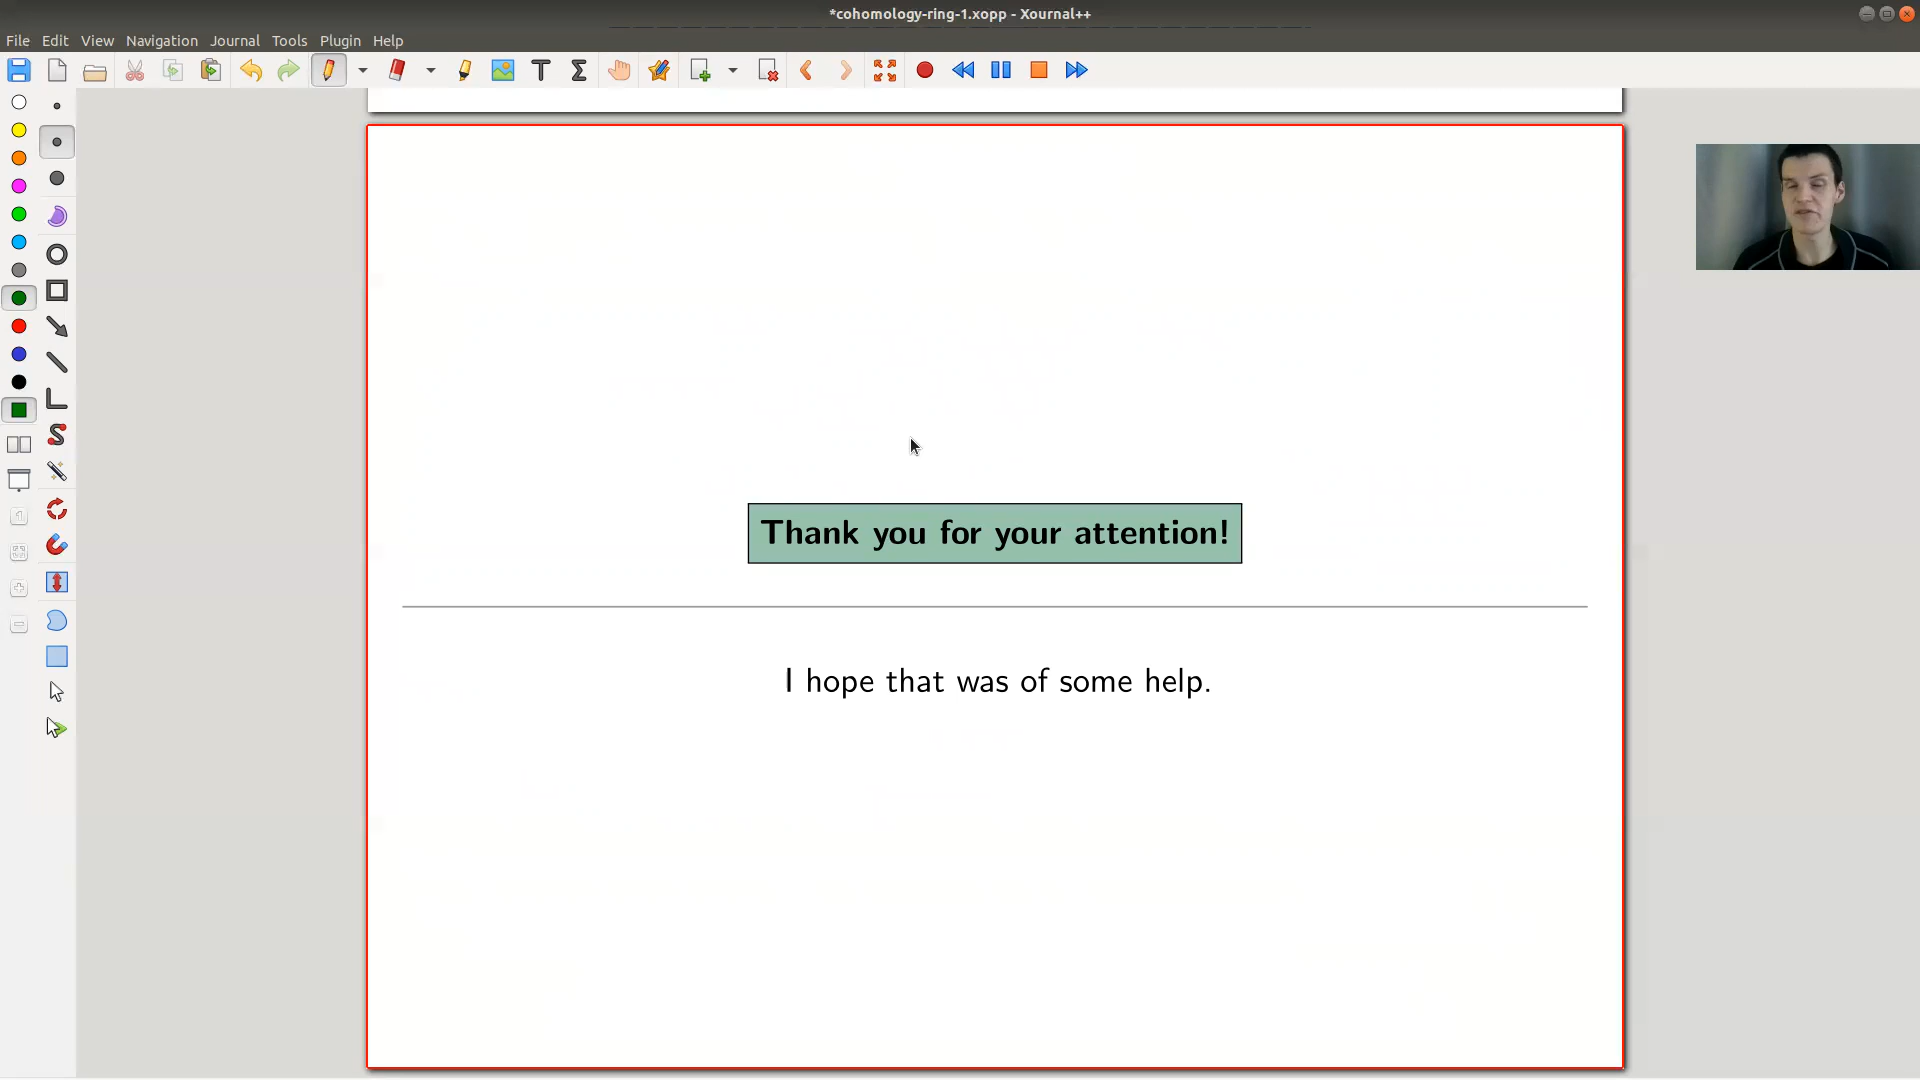 *cohomology-ring-1.xopp - Xournal++
File Edit View Navigation Journal Tools Plugin Help
Thank you for your attention!
I hope that was of some help.